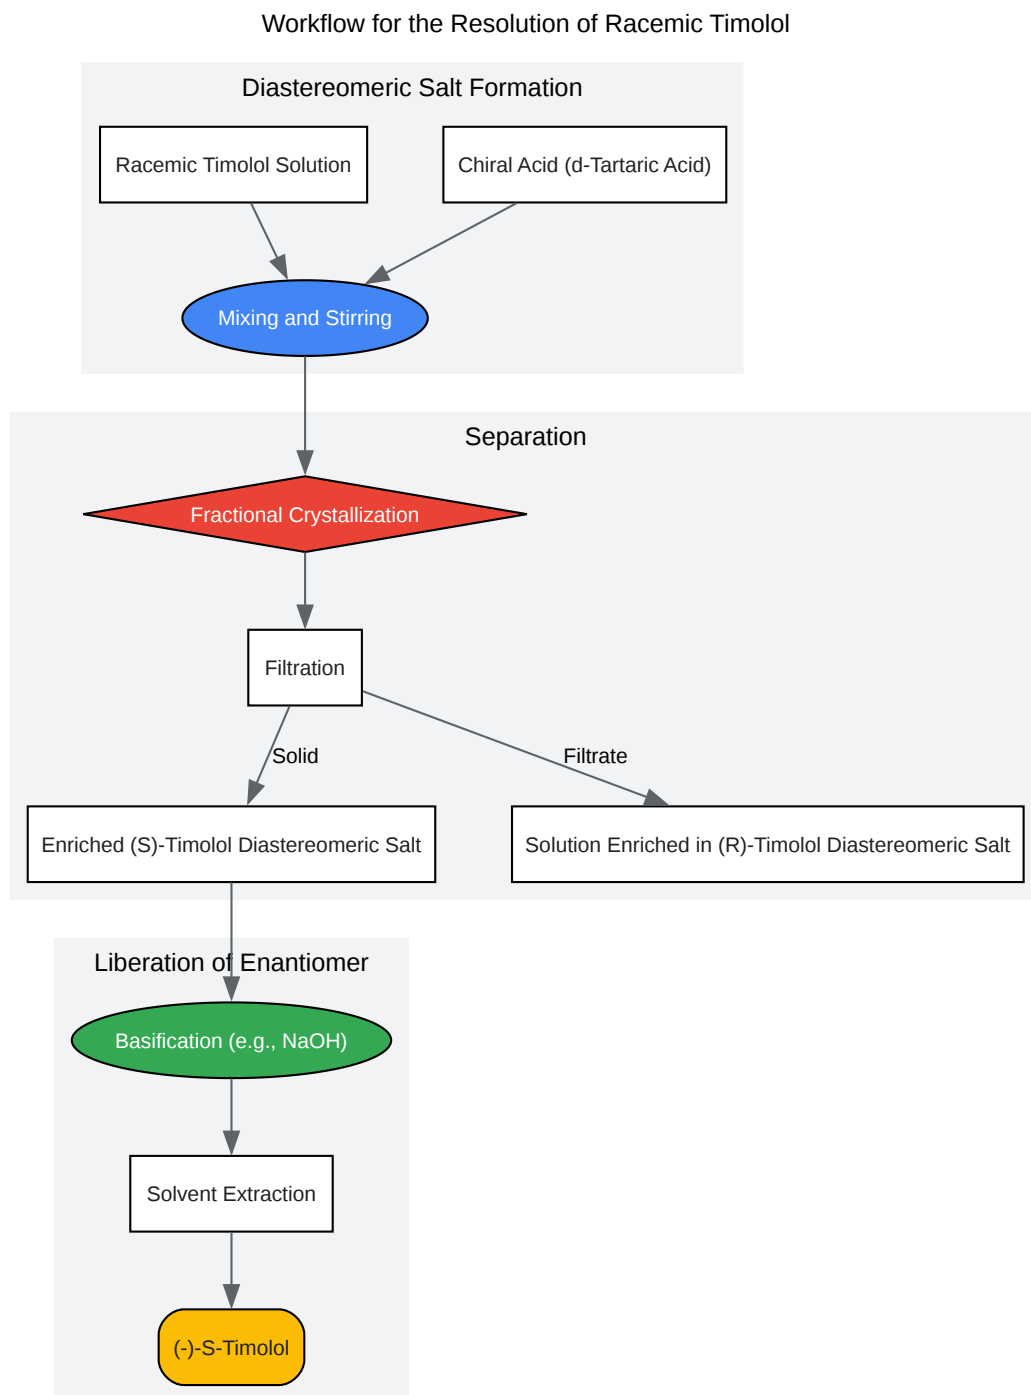 Workflow for the Resolution of Racemic Timolol
Diastereomeric Salt Formation
Racemic Timolol Solution
Chiral Acid (d-Tartaric Acid)
Mixing and Stirring
Separation
Fractional Crystallization
Filtration
Solid
Filtrate
Enriched (S)-Timolol Diastereomeric Salt
Solution Enriched in (R)-Timolol Diastereomeric Salt
Liberation of Enantiomer
Basification (e.g., NaOH)
Solvent Extraction
(-)-S-Timolol